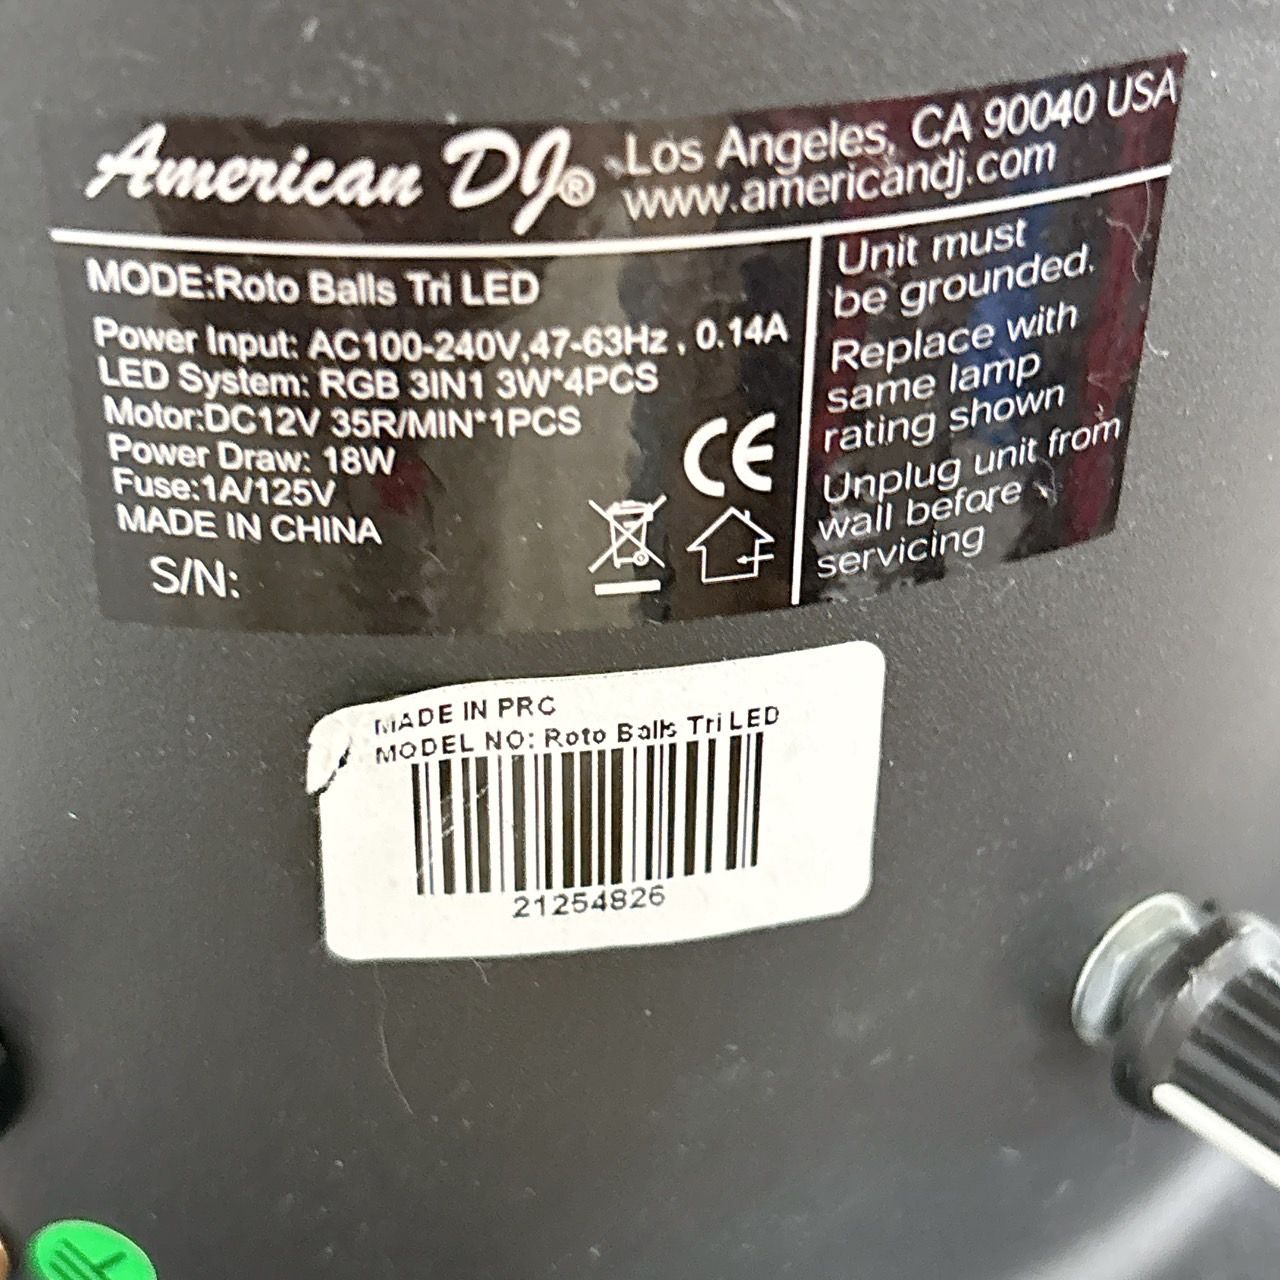 American DJ® Los Angeles, CA 90040 USA
www.americandj.com
MODE:Roto Balls Tri LED
Power Input: AC100-240V,47-63Hz , 0.14A
LED System: RGB 3IN1 3W*4PCS
Motor:DC12V 35R/MIN*1PCS
Power Draw: 18W
Fuse:1A/125V
MADE IN CHINA
S/N:
CE
Unit must
be grounded.
Replace with
same lamp
rating shown
Unplug unit from
wall before
servicing
MADE IN PRC
MODEL NO: Roto Balls Tri LED
21254826